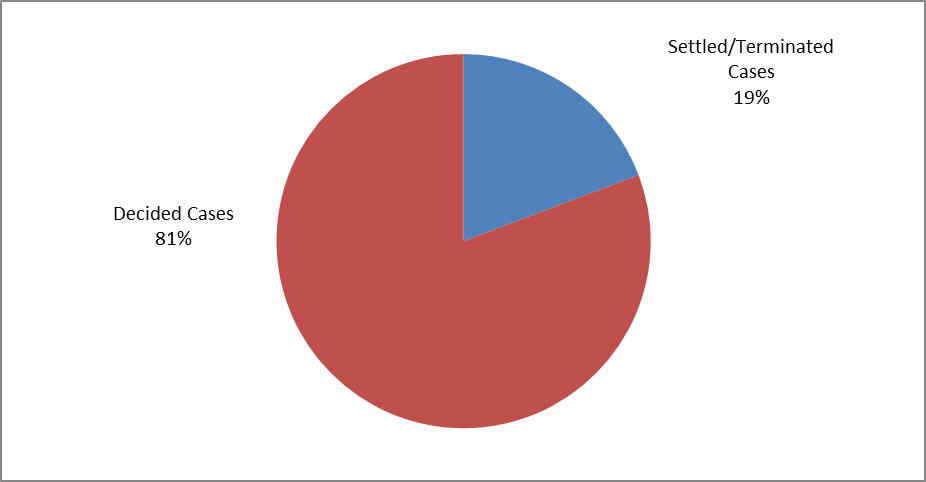 Settled/Terminated
Cases
19%
Decided Cases
81%